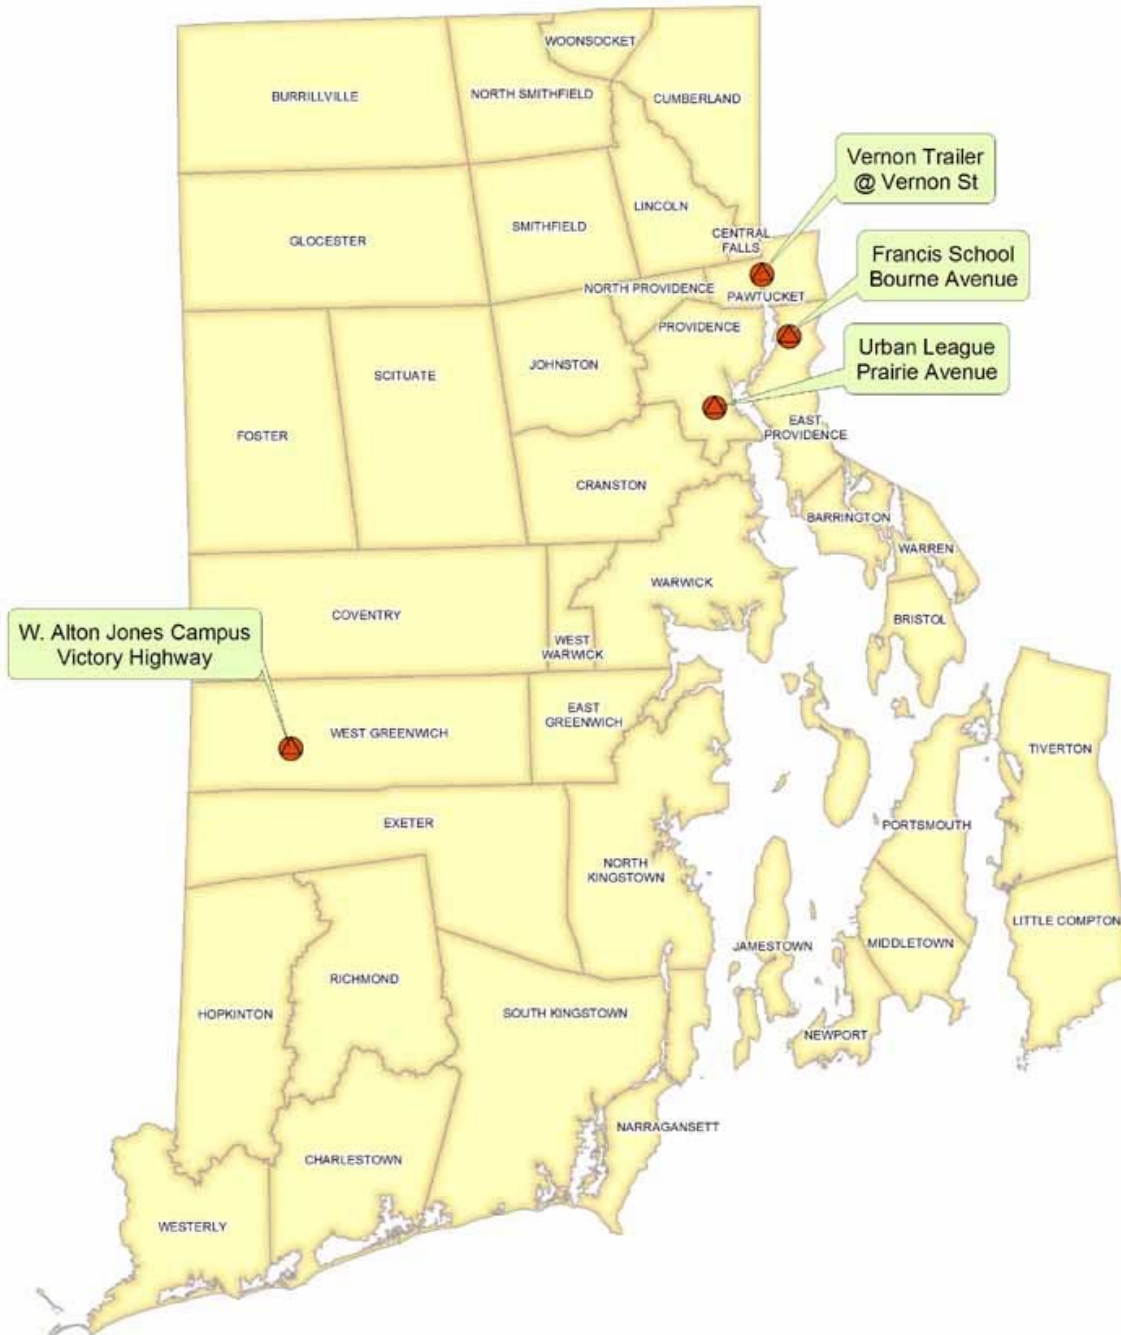 WOONSOCKET
BURRILLVILLE
NORTH SMITHFIELD
CUMBERLAND
Vernon Trailer
@ Vernon St
LINCOLN
SMITHFIELD
GLOCESTER
CENTRAL
FALLS
Francis School
Bourne Avenue
NORTH PROVIDENCE
PAWTUCKET
PROVIDENCE
Urban League
Prairie Avenue
JOHNSTON
SCITUATE
FOSTER
EAST
PROVIDENCE
CRANSTON
BARRINGTON
WARREN
WARWICK
COVENTRY
BRISTOL
W. Alton Jones Campus
Victory Highway
WEST
WARWICK
EAST
GREENWICH
WEST GREENWICH
TIVERTON
EXETER
PORTSMOUTH
NORTH
KINGSTOWN
LITTLE COMPTON
JAMESTOWN
MIDDLETOWN
RICHMOND
HOPKINTON
SOUTH KINGSTOWN
NEWPORT
NARRAGANSETT
CHARLESTOWN
WESTERLY